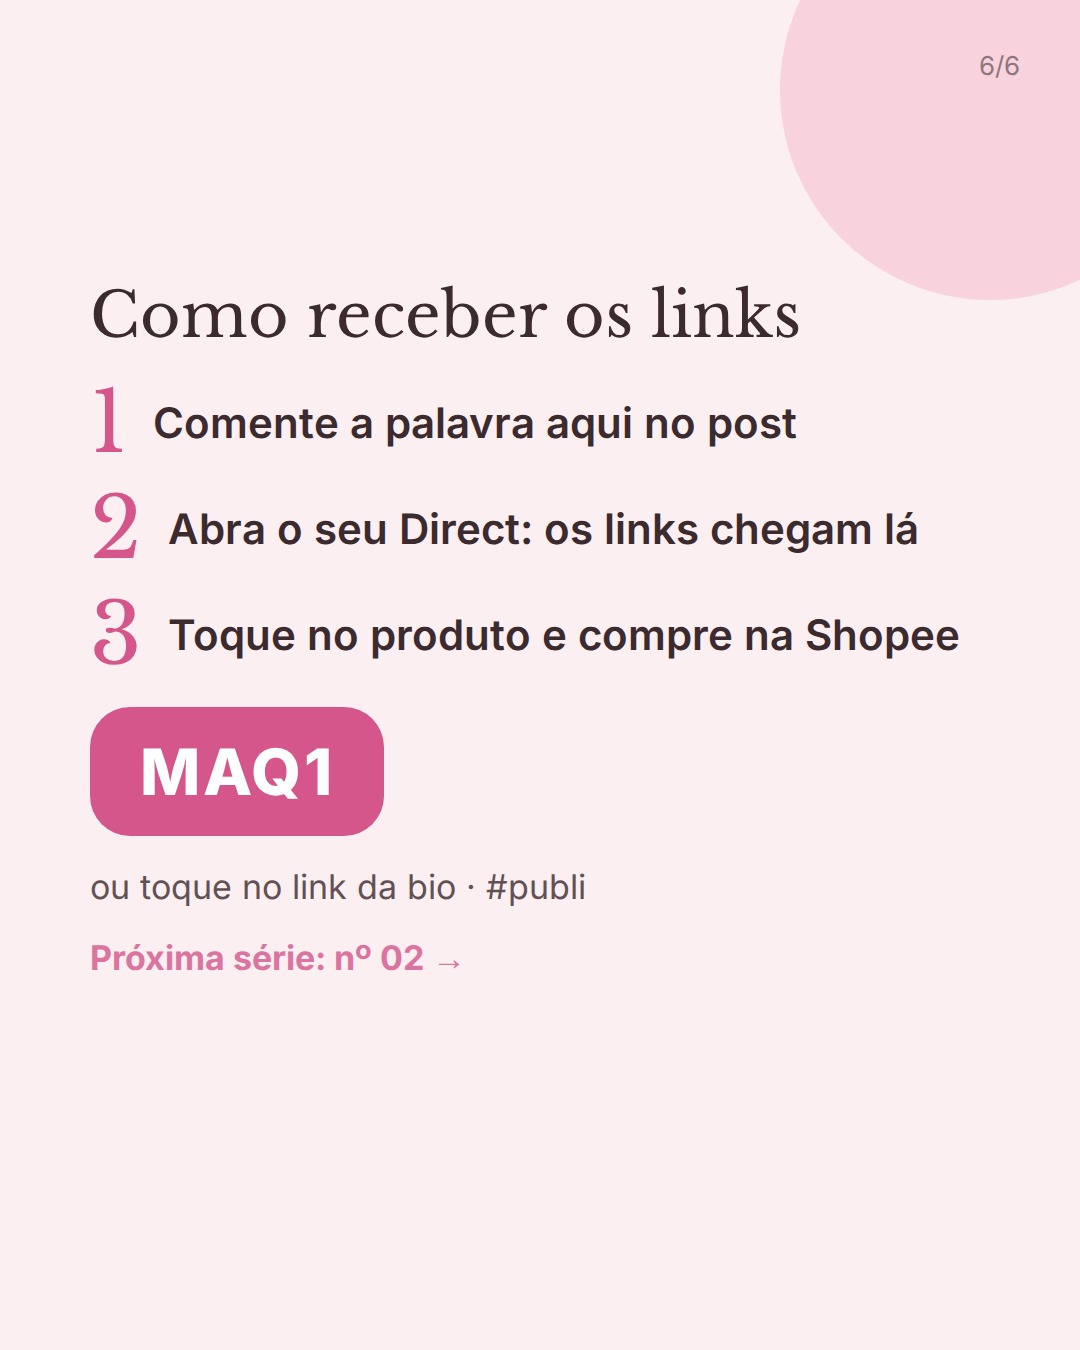 6/6
Como receber os links
1 Comente a palavra aqui no post
2 Abra o seu Direct: os links chegam lá
3 Toque no produto e compre na Shopee
MAQ1
ou toque no link da bio · #publi
Próxima série: nº 02 →